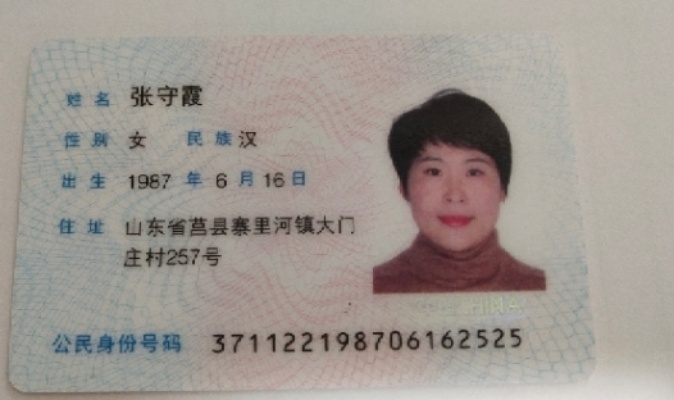 姓名 张守霞
性别 女 民族 汉
出生 1987 年 6 月 16 日
住址 山东省莒县寨里河镇大门
庄村257号
CHINA
公民身份号码 371122198706162525